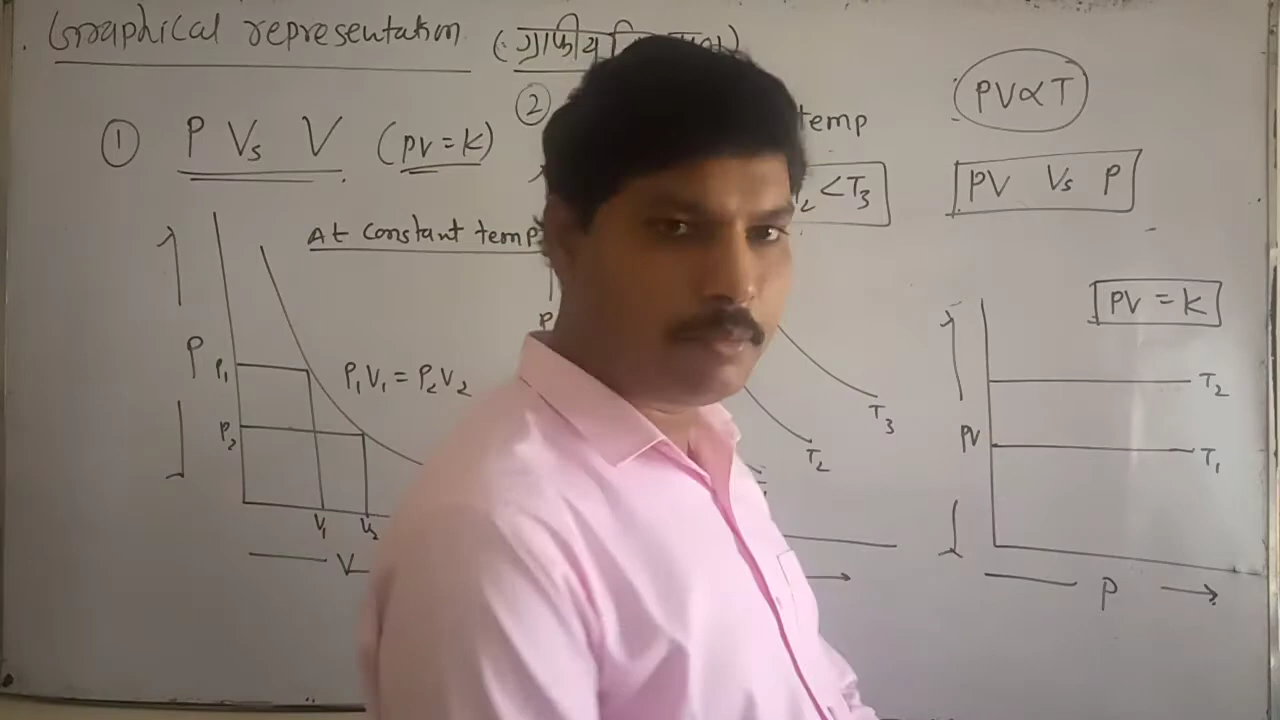 Graphical representation
①  P Vs V  (PV = K)
At constant temp
P
P₁
P₂
P₁V₁ = P₂V₂
V₁ V₂
V
②
temp
< T₃
P
T₃
T₂
PV ∝ T
PV Vs P
PV = K
PV
T₂
T₁
P